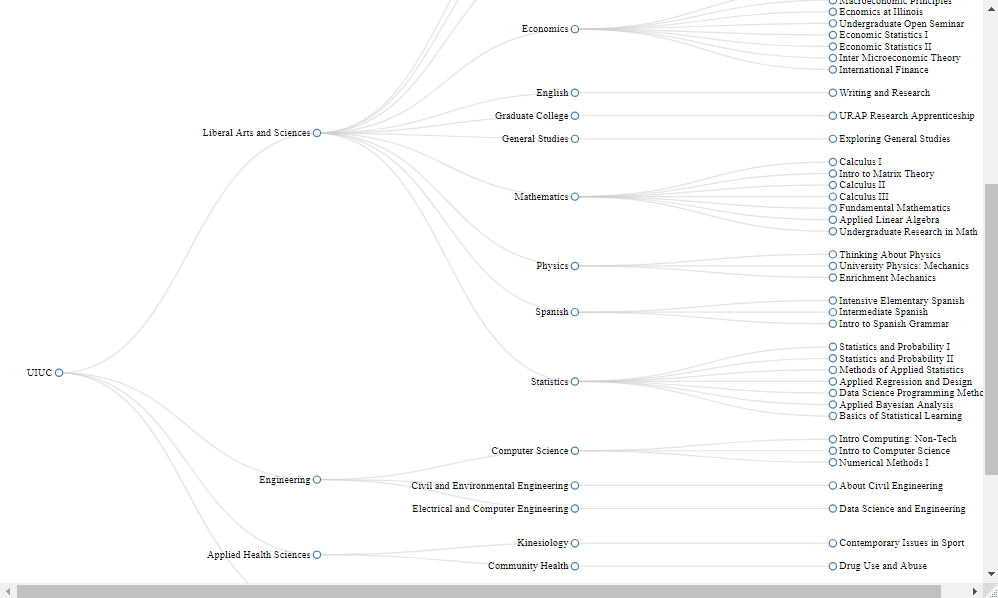 Macroeconomic Principles
Ecnomics at Illinois
Economics
Undergraduate Open Seminar
Economic Statistics I
Economic Statistics II
Inter Microeconomic Theory
International Finance
English
Writing and Research
Graduate College
URAP Research Apprenticeship
Liberal Arts and Sciences
General Studies
Exploring General Studies
Calculus I
Intro to Matrix Theory
Calculus II
Mathematics
Calculus III
Fundamental Mathematics
Applied Linear Algebra
Undergraduate Research in Math
Thinking About Physics
Physics
University Physics: Mechanics
Enrichment Mechanics
Intensive Elementary Spanish
Spanish
Intermediate Spanish
Intro to Spanish Grammar
Statistics and Probability I
Statistics and Probability II
UIUC
Methods of Applied Statistics
Statistics
Applied Regression and Design
Data Science Programming Metho
Applied Bayesian Analysis
Basics of Statistical Learning
Intro Computing: Non-Tech
Computer Science
Intro to Computer Science
Numerical Methods I
Engineering
Civil and Environmental Engineering
About Civil Engineering
Electrical and Computer Engineering
Data Science and Engineering
Kinesiology
Contemporary Issues in Sport
Applied Health Sciences
Community Health
Drug Use and Abuse